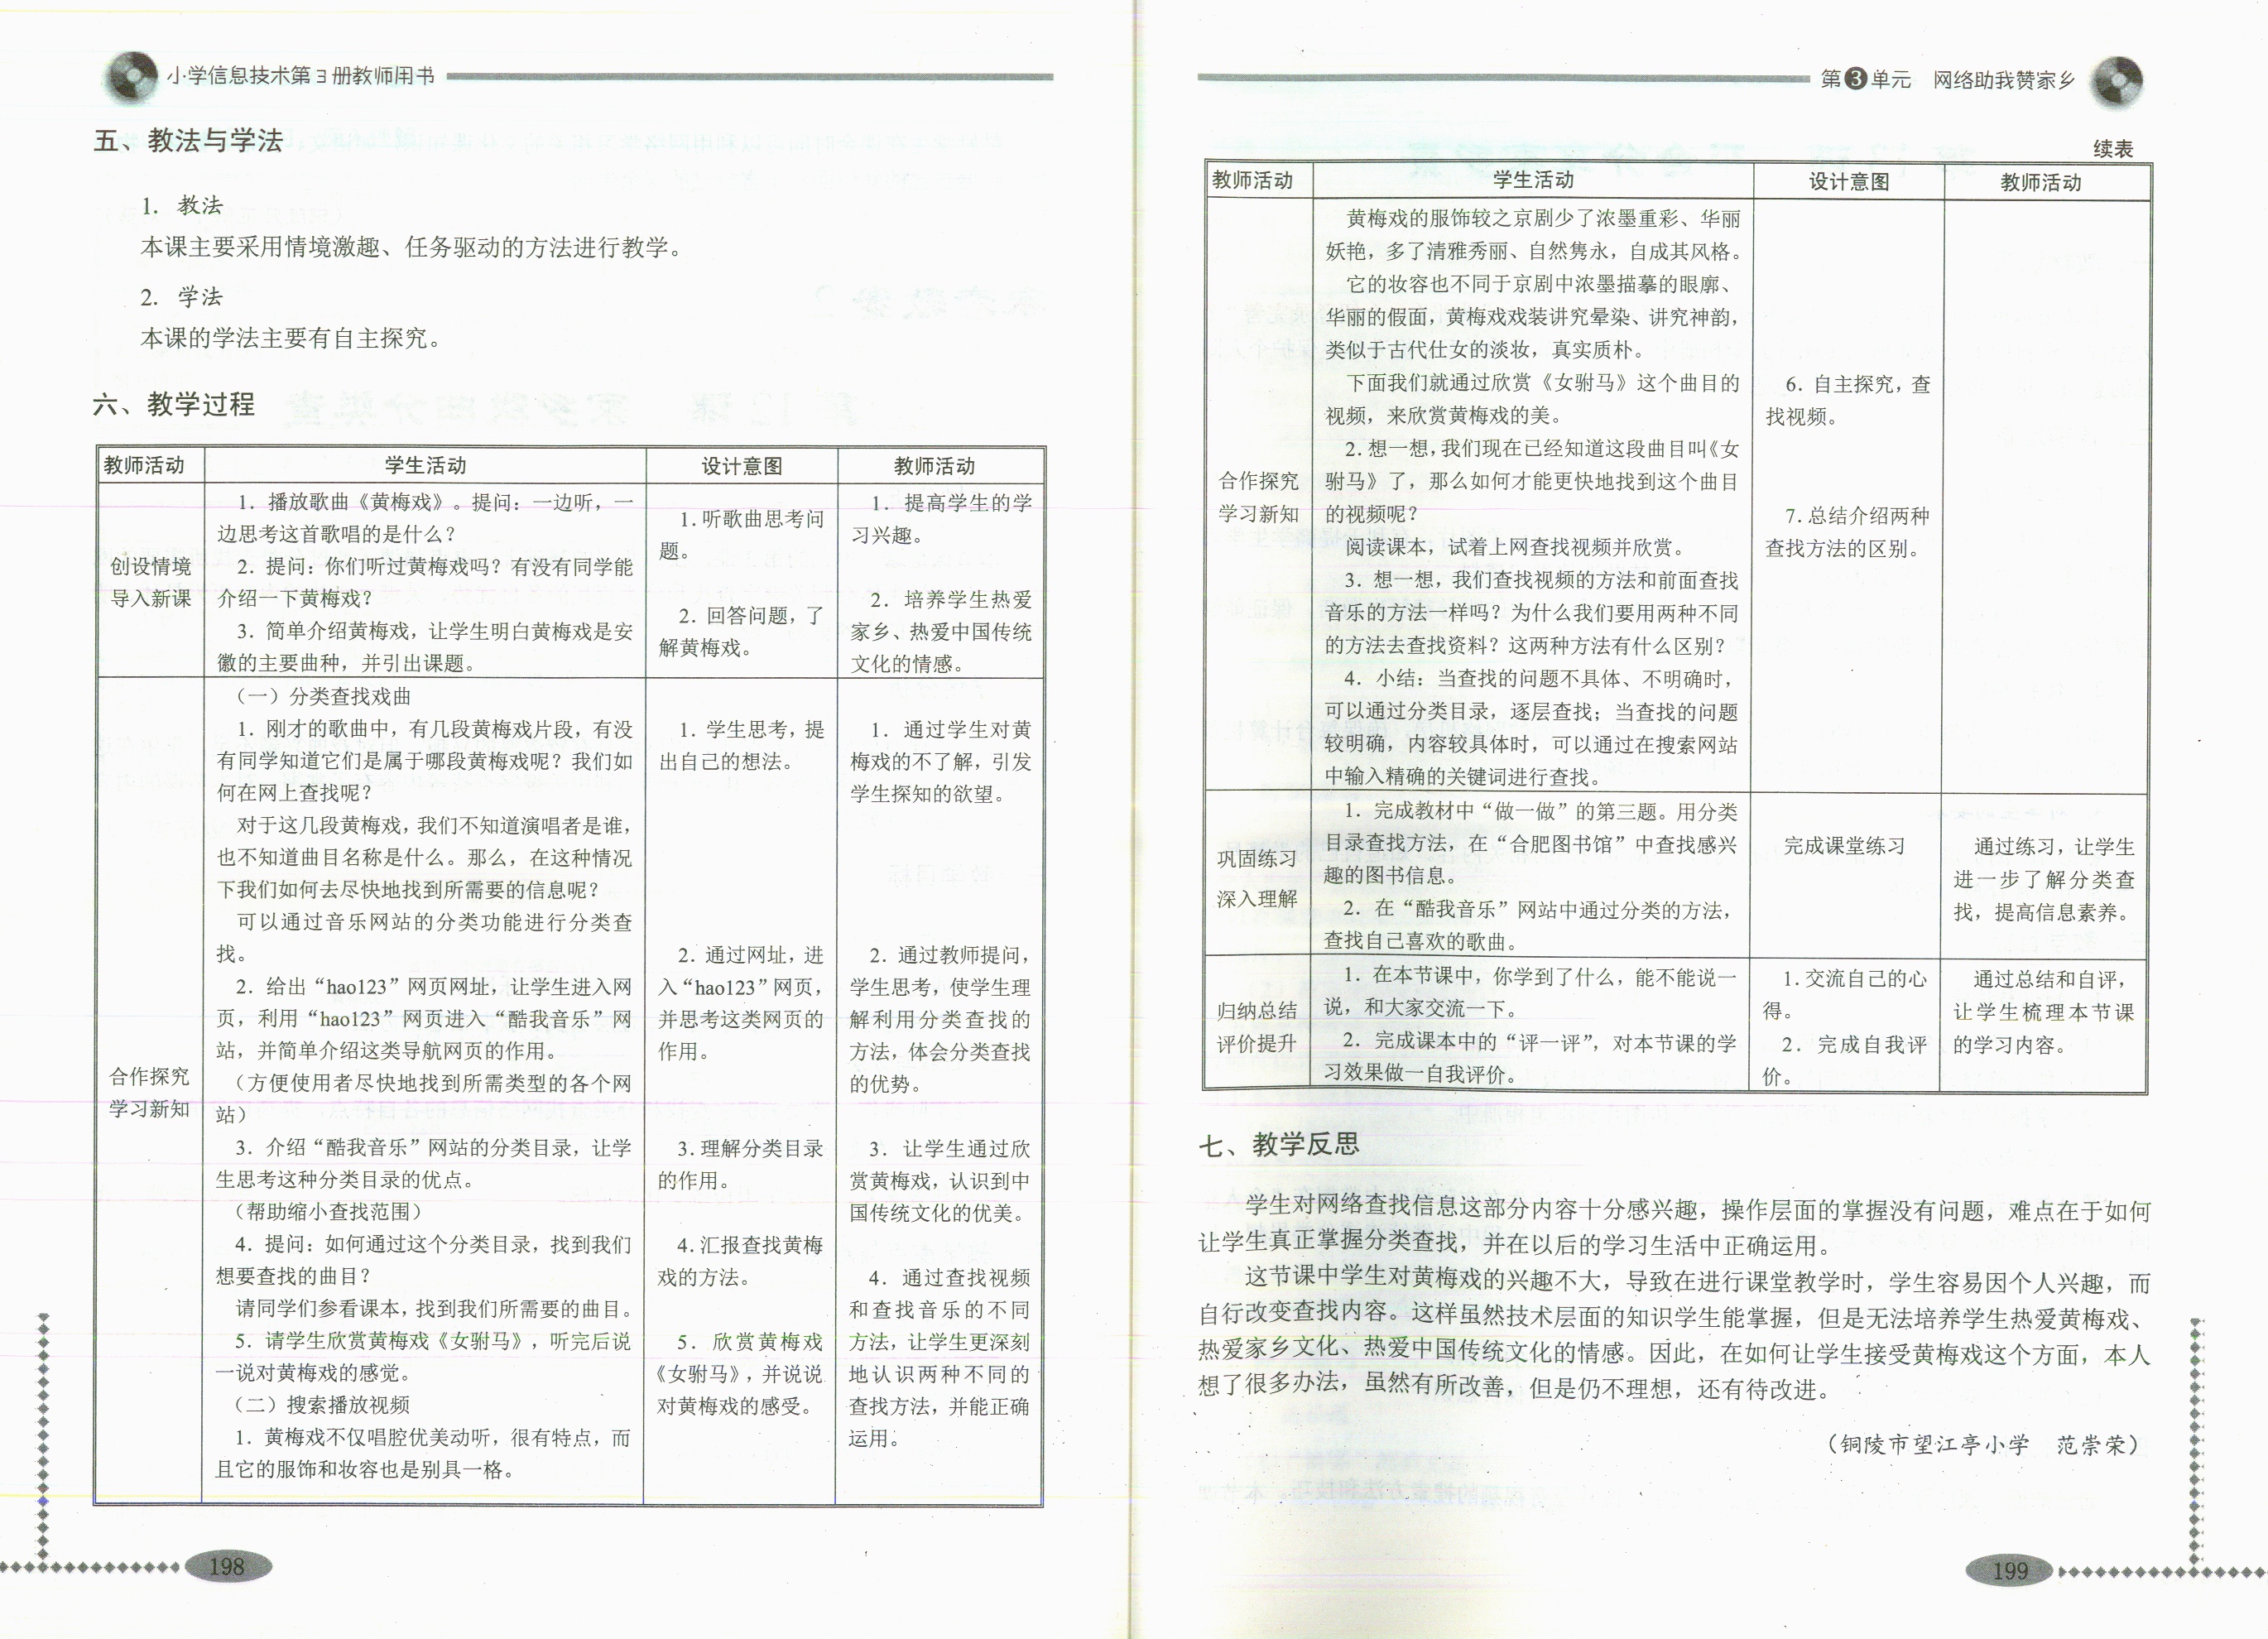 小学信息技术第3册教师用书
五、教法与学法
1. 教法
本课主要采用情境激趣、任务驱动的方法进行教学。
2. 学法
本课的学法主要有自主探究。
六、教学过程
教师活动
学生活动
设计意图
教师活动
创设情境
导入新课
1. 播放歌曲《黄梅戏》。提问：一边听，一
边思考这首歌唱的是什么？
2. 提问：你们听过黄梅戏吗？有没有同学能
介绍一下黄梅戏？
3. 简单介绍黄梅戏，让学生明白黄梅戏是安
徽的主要曲种，并引出课题。
1. 听歌曲思考问
题。
2. 回答问题，了
解黄梅戏。
1. 提高学生的学
习兴趣。
2. 培养学生热爱
家乡、热爱中国传统
文化的情感。
合作探究
学习新知
（一）分类查找戏曲
1. 刚才的歌曲中，有几段黄梅戏片段，有没
有同学知道它们是属于哪段黄梅戏呢？我们如
何在网上查找呢？
对于这几段黄梅戏，我们不知道演唱者是谁，
也不知道曲目名称是什么。那么，在这种情况
下我们如何去尽快地找到所需要的信息呢？
可以通过音乐网站的分类功能进行分类查
找。
2. 给出“hao123”网页网址，让学生进入网
页，利用“hao123”网页进入“酷我音乐”网
站，并简单介绍这类导航网页的作用。
（方便使用者尽快地找到所需类型的各个网
站）
3. 介绍“酷我音乐”网站的分类目录，让学
生思考这种分类目录的优点。
（帮助缩小查找范围）
4. 提问：如何通过这个分类目录，找到我们
想要查找的曲目？
请同学们参看课本，找到我们所需要的曲目。
5. 请学生欣赏黄梅戏《女驸马》，听完后说
一说对黄梅戏的感觉。
（二）搜索播放视频
1. 黄梅戏不仅唱腔优美动听，很有特点，而
且它的服饰和妆容也是别具一格。
1. 学生思考，提
出自己的想法。
2. 通过网址，进
入“hao123”网页，
并思考这类网页的
作用。
3. 理解分类目录
的作用。
4. 汇报查找黄梅
戏的方法。
5. 欣赏黄梅戏
《女驸马》，并说说
对黄梅戏的感受。
1. 通过学生对黄
梅戏的不了解，引发
学生探知的欲望。
2. 通过教师提问，
学生思考，使学生理
解利用分类查找的
方法，体会分类查找
的优势。
3. 让学生通过欣
赏黄梅戏，认识到中
国传统文化的优美。
4. 通过查找视频
和查找音乐的不同
方法，让学生更深刻
地认识两种不同的
查找方法，并能正确
运用。
198
第3单元 网络助我赞家乡
续表
教师活动
学生活动
设计意图
教师活动
合作探究
学习新知
黄梅戏的服饰较之京剧少了浓墨重彩、华丽
妖艳，多了清雅秀丽、自然隽永，自成其风格。
它的妆容也不同于京剧中浓墨描摹的眼廓、
华丽的假面，黄梅戏戏装讲究晕染、讲究神韵，
类似于古代仕女的淡妆，真实质朴。
下面我们就通过欣赏《女驸马》这个曲目的
视频，来欣赏黄梅戏的美。
2. 想一想，我们现在已经知道这段曲目叫《女
驸马》了，那么如何才能更快地找到这个曲目
的视频呢？
阅读课本，试着上网查找视频并欣赏。
3. 想一想，我们查找视频的方法和前面查找
音乐的方法一样吗？为什么我们要用两种不同
的方法去查找资料？这两种方法有什么区别？
4. 小结：当查找的问题不具体、不明确时，
可以通过分类目录，逐层查找；当查找的问题
较明确，内容较具体时，可以通过在搜索网站
中输入精确的关键词进行查找。
6. 自主探究，查
找视频。
7. 总结介绍两种
查找方法的区别。
巩固练习
深入理解
1. 完成教材中“做一做”的第三题。用分类
目录查找方法，在“合肥图书馆”中查找感兴
趣的图书信息。
2. 在“酷我音乐”网站中通过分类的方法，
查找自己喜欢的歌曲。
完成课堂练习
通过练习，让学生
进一步了解分类查
找，提高信息素养。
归纳总结
评价提升
1. 在本节课中，你学到了什么，能不能说一
说，和大家交流一下。
2. 完成课本中的“评一评”，对本节课的学
习效果做一自我评价。
1. 交流自己的心
得。
2. 完成自我评
价。
通过总结和自评，
让学生梳理本节课
的学习内容。
七、教学反思
学生对网络查找信息这部分内容十分感兴趣，操作层面的掌握没有问题，难点在于如何
让学生真正掌握分类查找，并在以后的学习生活中正确运用。
这节课中学生对黄梅戏的兴趣不大，导致在进行课堂教学时，学生容易因个人兴趣，而
自行改变查找内容。这样虽然技术层面的知识学生能掌握，但是无法培养学生热爱黄梅戏、
热爱家乡文化、热爱中国传统文化的情感。因此，在如何让学生接受黄梅戏这个方面，本人
想了很多办法，虽然有所改善，但是仍不理想，还有待改进。
（铜陵市望江亭小学 范崇荣）
199